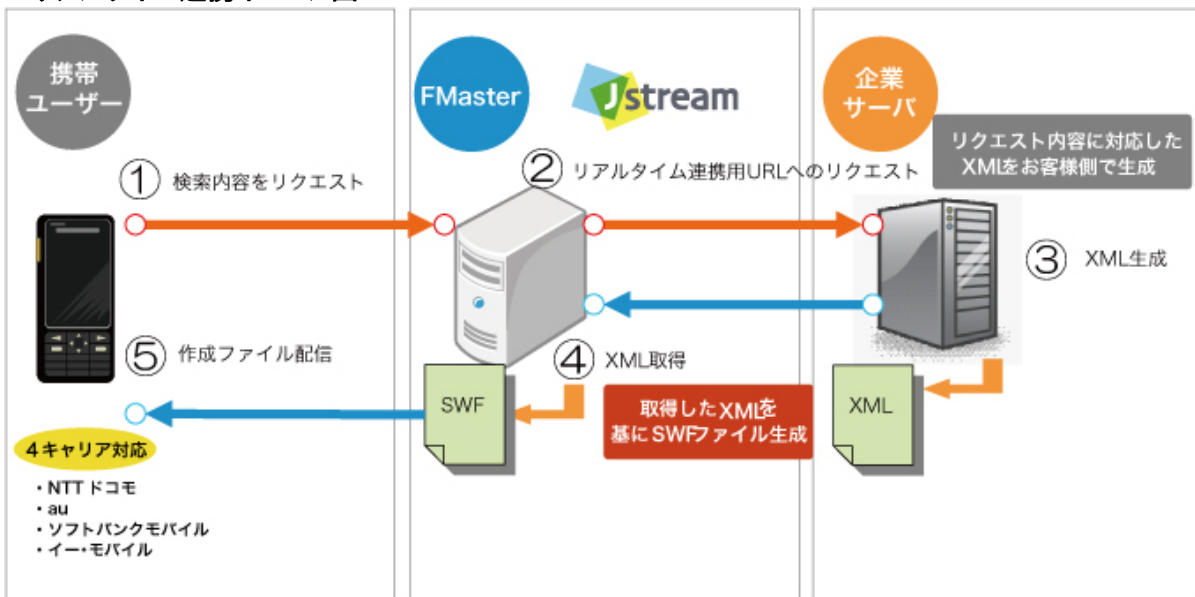 携帯
ユーザー
FMaster
Jstream
企業
サーバ
リクエスト内容に対応した
XMLをお客様側で生成
① 検索内容をリクエスト
② リアルタイム連携用URLへのリクエスト
③ XML生成
④ XML取得
⑤ 作成ファイル配信
SWF
取得したXMLを
基にSWFファイル生成
XML
4キャリア対応
・NTTドコモ
・au
・ソフトバンクモバイル
・イー・モバイル